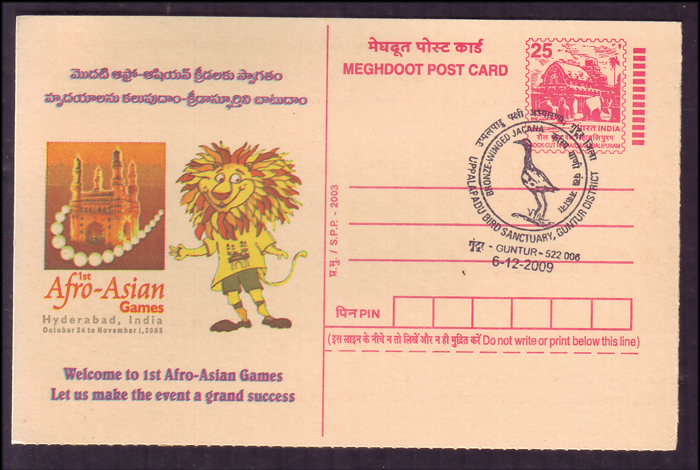 మొదటి ఆఫ్రో-ఆషియన్ క్రీడలకు స్వాగతం
హృదయాలను కలుపుదాం-క్రీడాస్ఫూర్తిని చాటుదాం
1st
Afro-Asian
Games
Hyderabad, India
October 24 to November 1, 2003
Welcome to 1st Afro-Asian Games
Let us make the event a grand success
मेघदूत पोस्ट कार्ड
MEGHDOOT POST CARD
25
भारत INDIA
प्र.मु./S.P.P. - 2003
BRONZE-WINGED JACANA
UPPALAPADU BIRD SANCTUARY, GUNTUR DISTRICT
गुंटूर - GUNTUR - 522 006
6-12-2009
पिन PIN
(इस लाइन के नीचे न तो लिखें और न ही मुद्रित करें Do not write or print below this line)